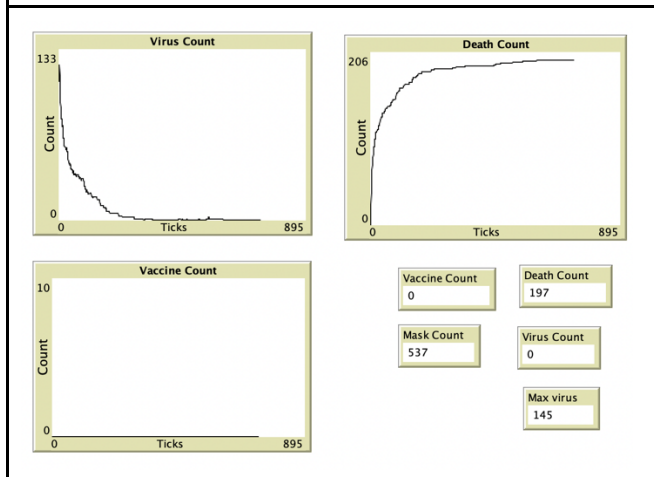 Virus Count
133
Count
0
0
Ticks
895
Death Count
206
Count
0
0
Ticks
895
Vaccine Count
10
Count
0
0
Ticks
895
Vaccine Count
0
Death Count
197
Mask Count
537
Virus Count
0
Max virus
145